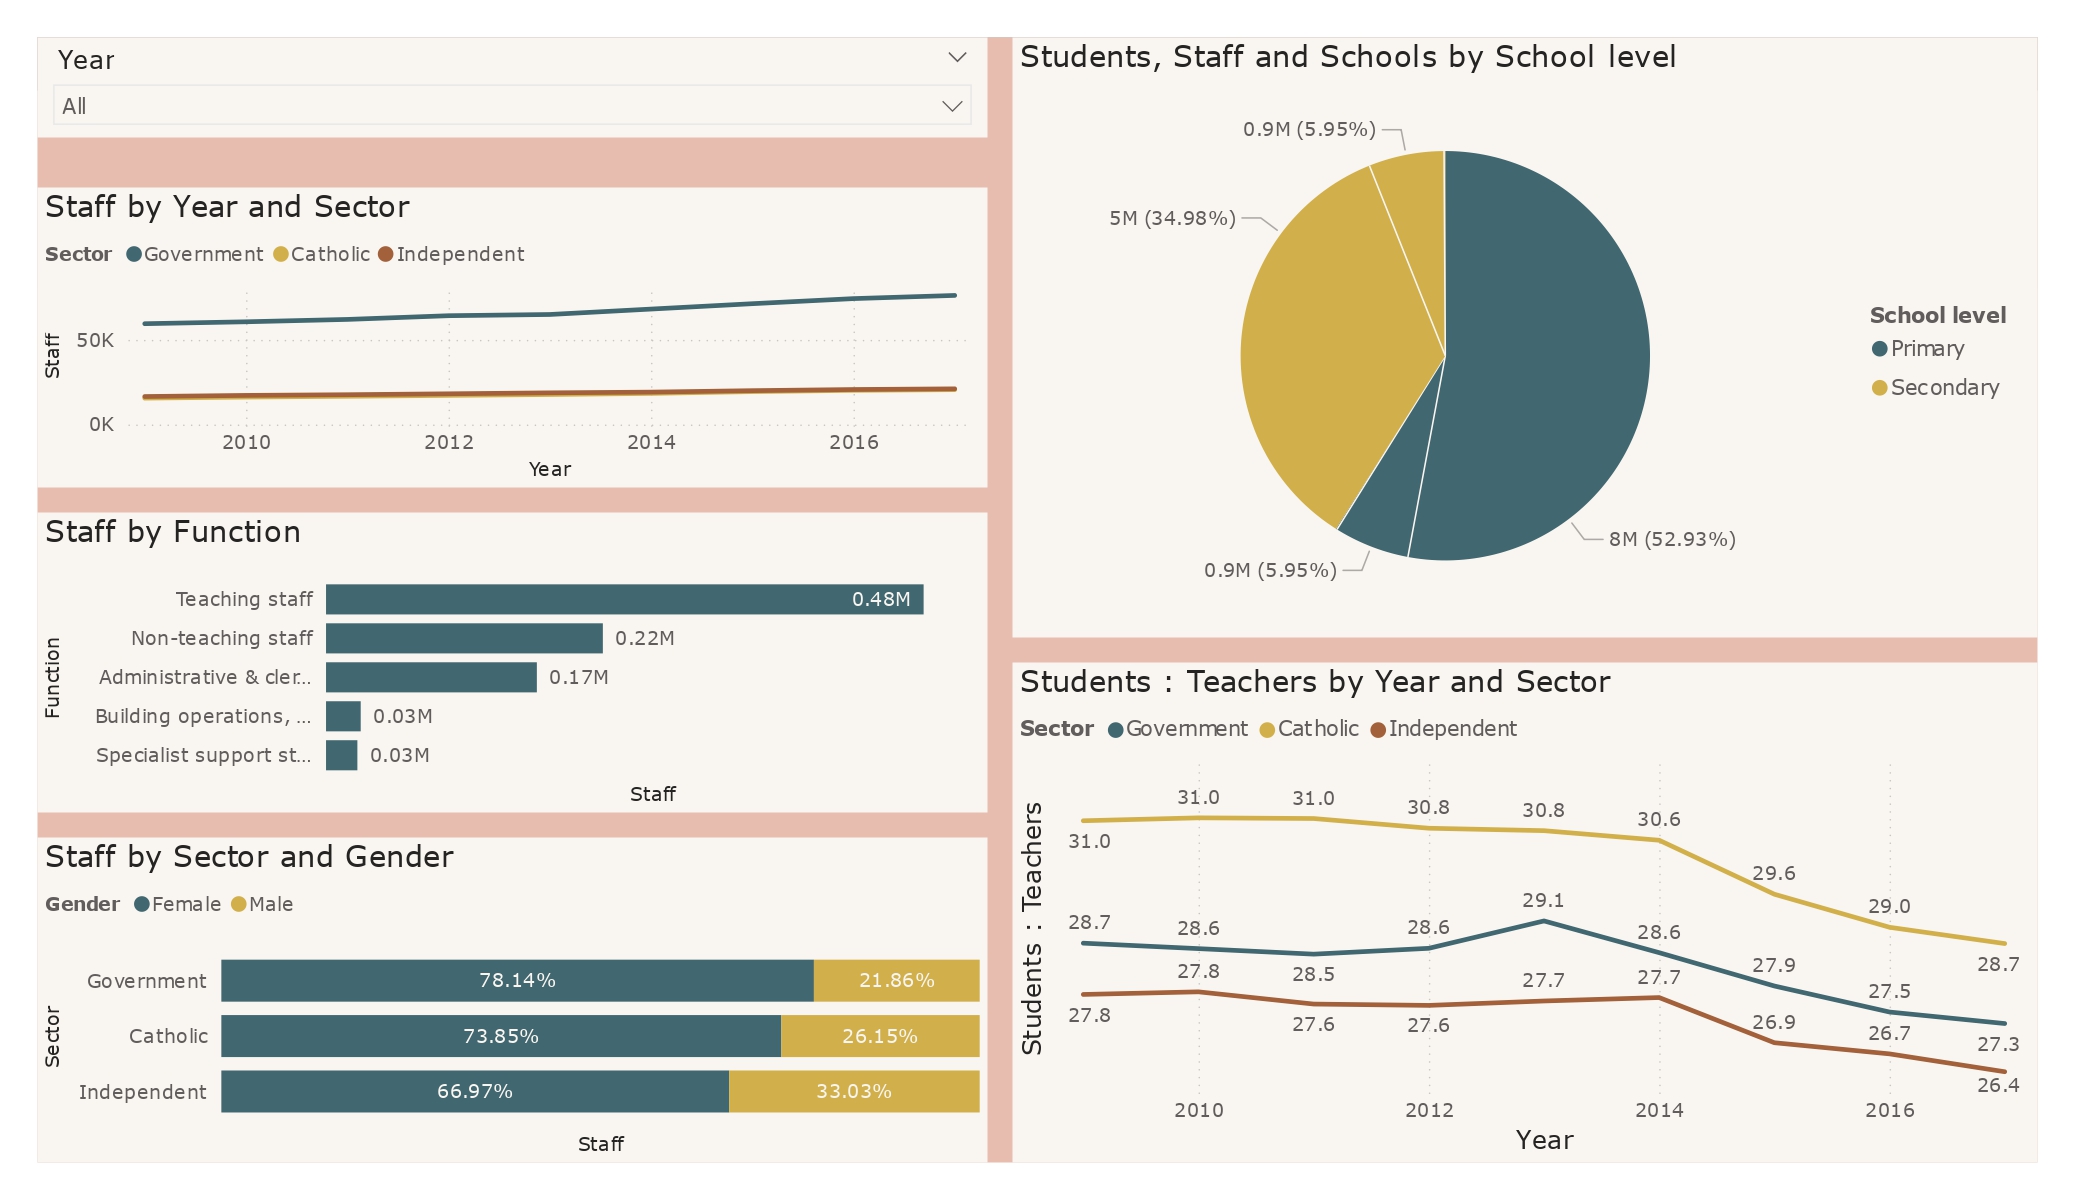 Year
All
Staff by Year and Sector
Sector Government Catholic Independent
Staff
50K
0K
2010 2012 2014 2016
Year
Staff by Function
Function
Teaching staff 0.48M
Non-teaching staff 0.22M
Administrative & cler... 0.17M
Building operations, ... 0.03M
Specialist support st... 0.03M
Staff
Staff by Sector and Gender
Gender Female Male
Sector
Government 78.14% 21.86%
Catholic 73.85% 26.15%
Independent 66.97% 33.03%
Staff
Students, Staff and Schools by School level
0.9M (5.95%)
5M (34.98%)
8M (52.93%)
0.9M (5.95%)
School level
Primary
Secondary
Students : Teachers by Year and Sector
Sector Government Catholic Independent
Students : Teachers
31.0 31.0 31.0 30.8 30.8 30.6 29.6 29.0 28.7
28.7 28.6 28.5 28.6 29.1 28.6 27.9 27.5 27.3
27.8 27.8 27.6 27.6 27.7 27.7 26.9 26.7 26.4
2010 2012 2014 2016
Year